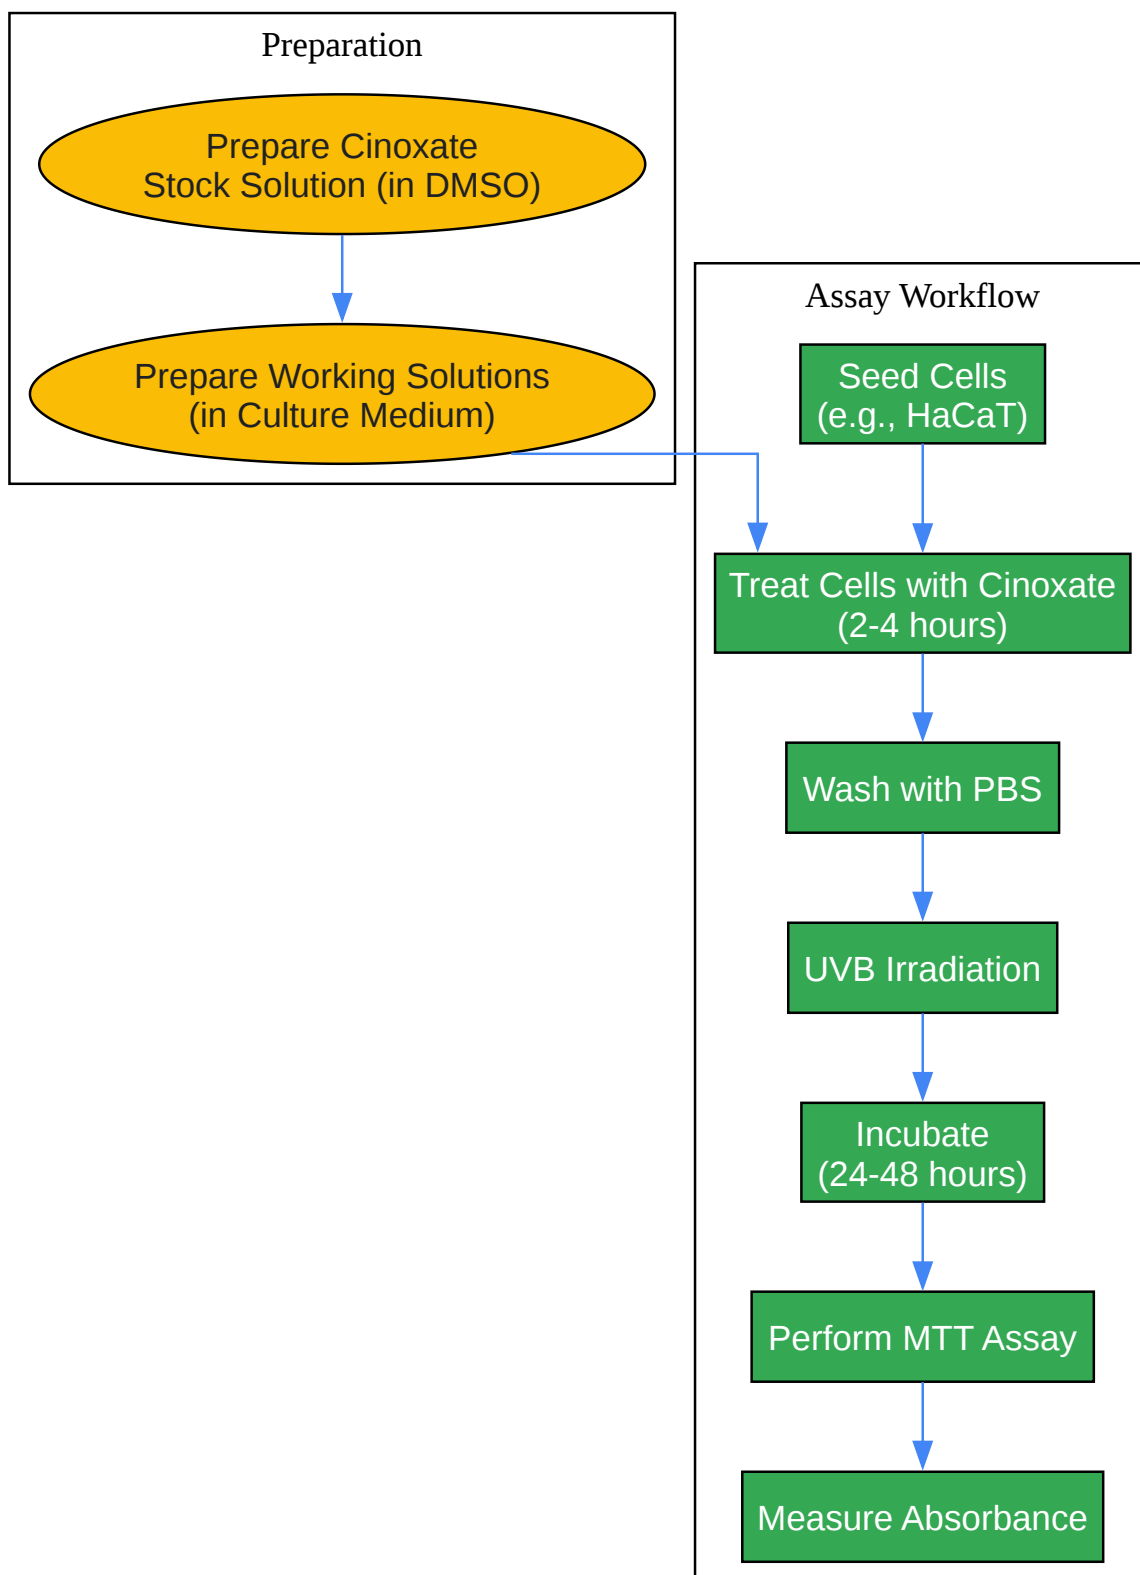 Preparation
Prepare Cinoxate
Stock Solution (in DMSO)
Prepare Working Solutions
(in Culture Medium)
Assay Workflow
Seed Cells
(e.g., HaCaT)
Treat Cells with Cinoxate
(2-4 hours)
Wash with PBS
UVB Irradiation
Incubate
(24-48 hours)
Perform MTT Assay
Measure Absorbance